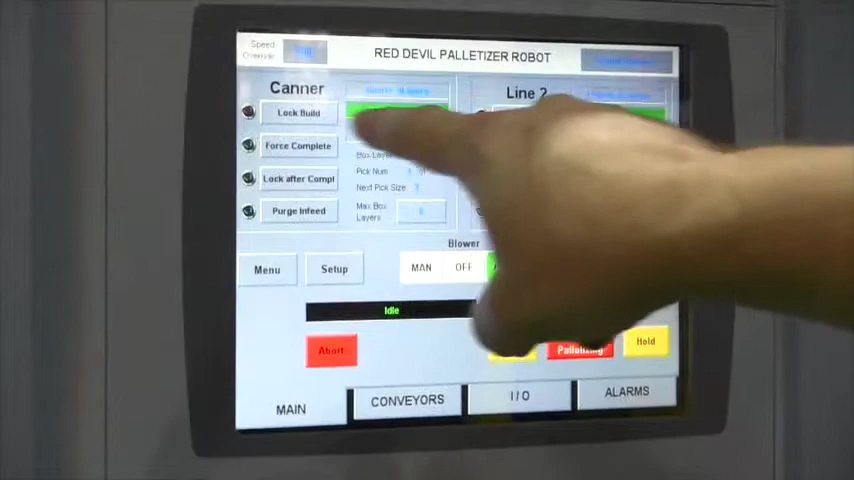 Speed
Override
RED DEVIL PALLETIZER ROBOT
Canner
Line 2
Lock Build
Force Complete
Box Laye
Lock after Compl
Pick Num
Next Pick Size
Purge Infeed
Max Box
Layers
Blower
Menu
Setup
MAN
OFF
Idle
Abort
Palletizing
Hold
MAIN
CONVEYORS
I/O
ALARMS